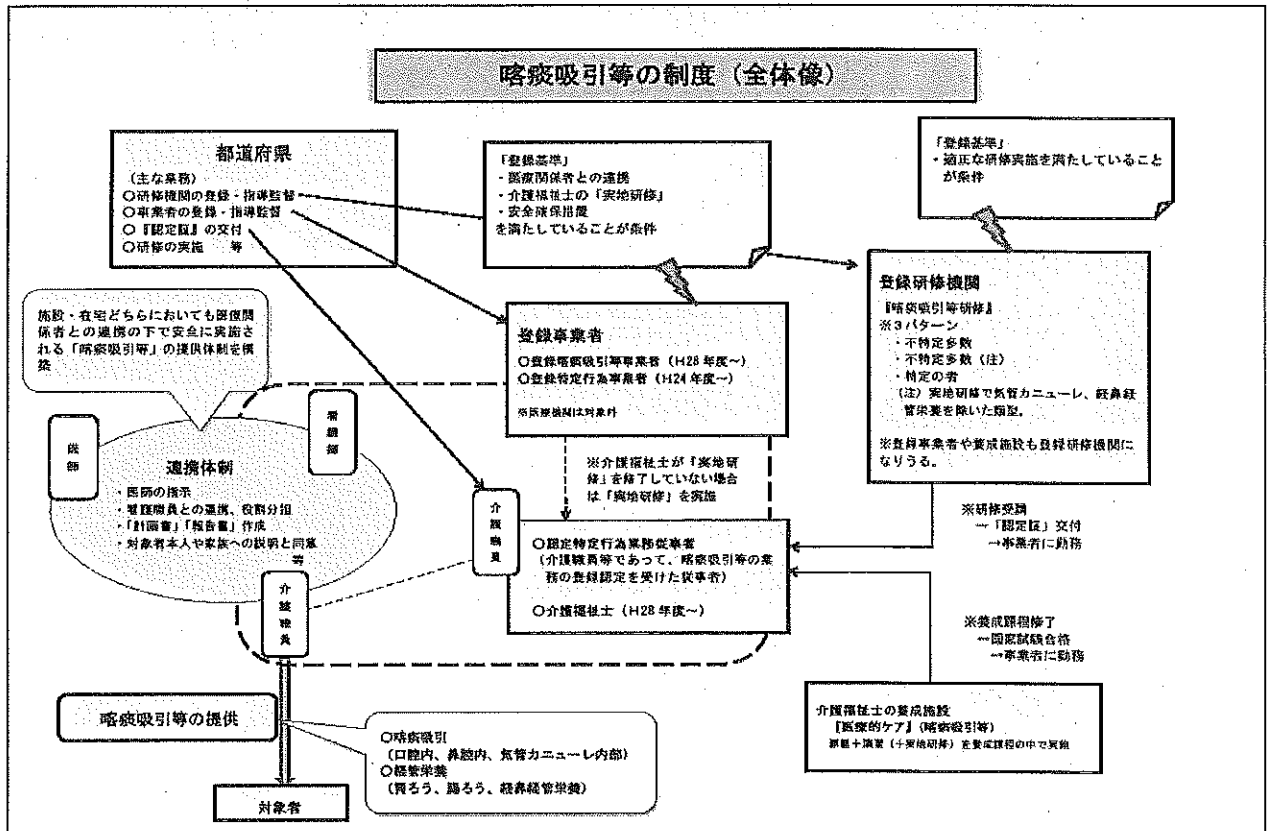 喀痰吸引等の制度（全体像）
都道府県
（主な業務）
○研修機関の登録・指導監督
○事業者の登録・指導監督
○『認定証』の交付
○研修の実施　等
「登録基準」
・医療関係者との連携
・介護福祉士の『実地研修』
・安全確保措置
を満たしていることが条件
「登録基準」
・適正な研修実施を満たしていること
が条件
施設・在宅どちらにおいても医療関
係者との連携の下で安全に実施さ
れる「喀痰吸引等」の提供体制を構
築
登録事業者
○登録喀痰吸引等事業者（H28年度～）
○登録特定行為事業者（H24年度～）
※医療機関は対象外
登録研修機関
『喀痰吸引等研修』
※３パターン
・不特定多数
・不特定多数（注）
・特定の者
（注）実地研修で気管カニューレ、経鼻経
管栄養を除いた類型。
※登録事業者や養成施設も登録研修機関に
なりうる。
医師
看護師
連携体制
・医師の指示
・看護職員との連携、役割分担
・「計画書」「報告書」作成
・対象者本人や家族への説明と同意
等
介護職員
※介護福祉士が『実地研
修』を修了していない場合
は「実地研修」を実施
介護職員
○認定特定行為業務従事者
（介護職員等であって、喀痰吸引等の業
務の登録認定を受けた従事者）
○介護福祉士（H28年度～）
※研修受講
→「認定証」交付
→事業者に勤務
※養成課程修了
→国家試験合格
→事業者に勤務
介護福祉士の養成施設
『医療的ケア』（喀痰吸引等）
講義＋演習（＋実地研修）を養成課程の中で実施
喀痰吸引等の提供
○喀痰吸引
（口腔内、鼻腔内、気管カニューレ内部）
○経管栄養
（胃ろう、腸ろう、経鼻経管栄養）
対象者